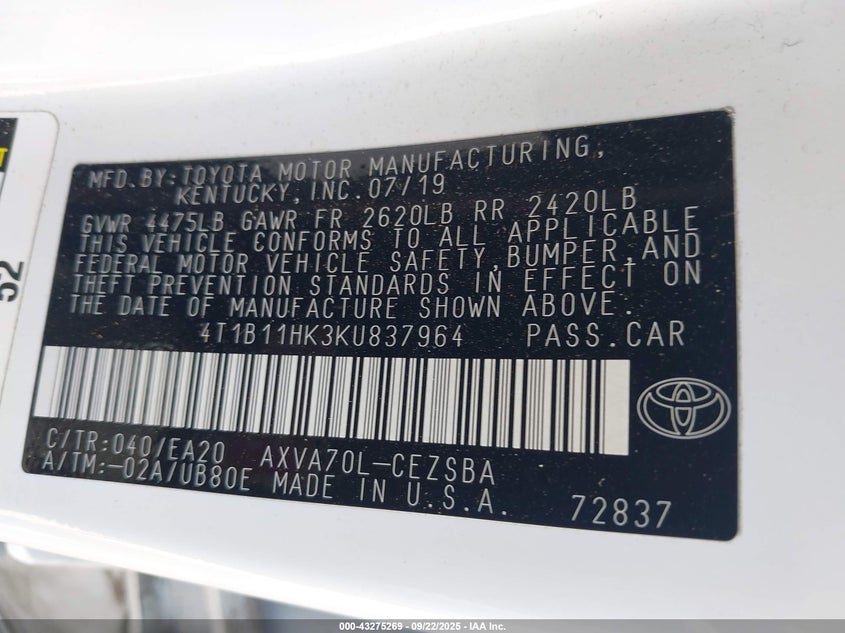 MFD.BY:TOYOTA MOTOR MANUFACTURING,
KENTUCKY, INC.07/19
GVWR 4475LB GAWR FR 2620LB RR 2420LB
THIS VEHICLE CONFORMS TO ALL APPLICABLE
FEDERAL MOTOR VEHICLE SAFETY,BUMPER,AND
THEFT PREVENTION STANDARDS IN EFFECT ON
THE DATE OF MANUFACTURE SHOWN ABOVE.
4T1B11HK3KU837964 PASS.CAR
C/TR:040/EA20 AXVA70L-CEZSBA
A/TM:-02A/UB80E MADE IN U.S.A.
72837
52
000-43275269 - 09/22/2025 - IAA Inc.